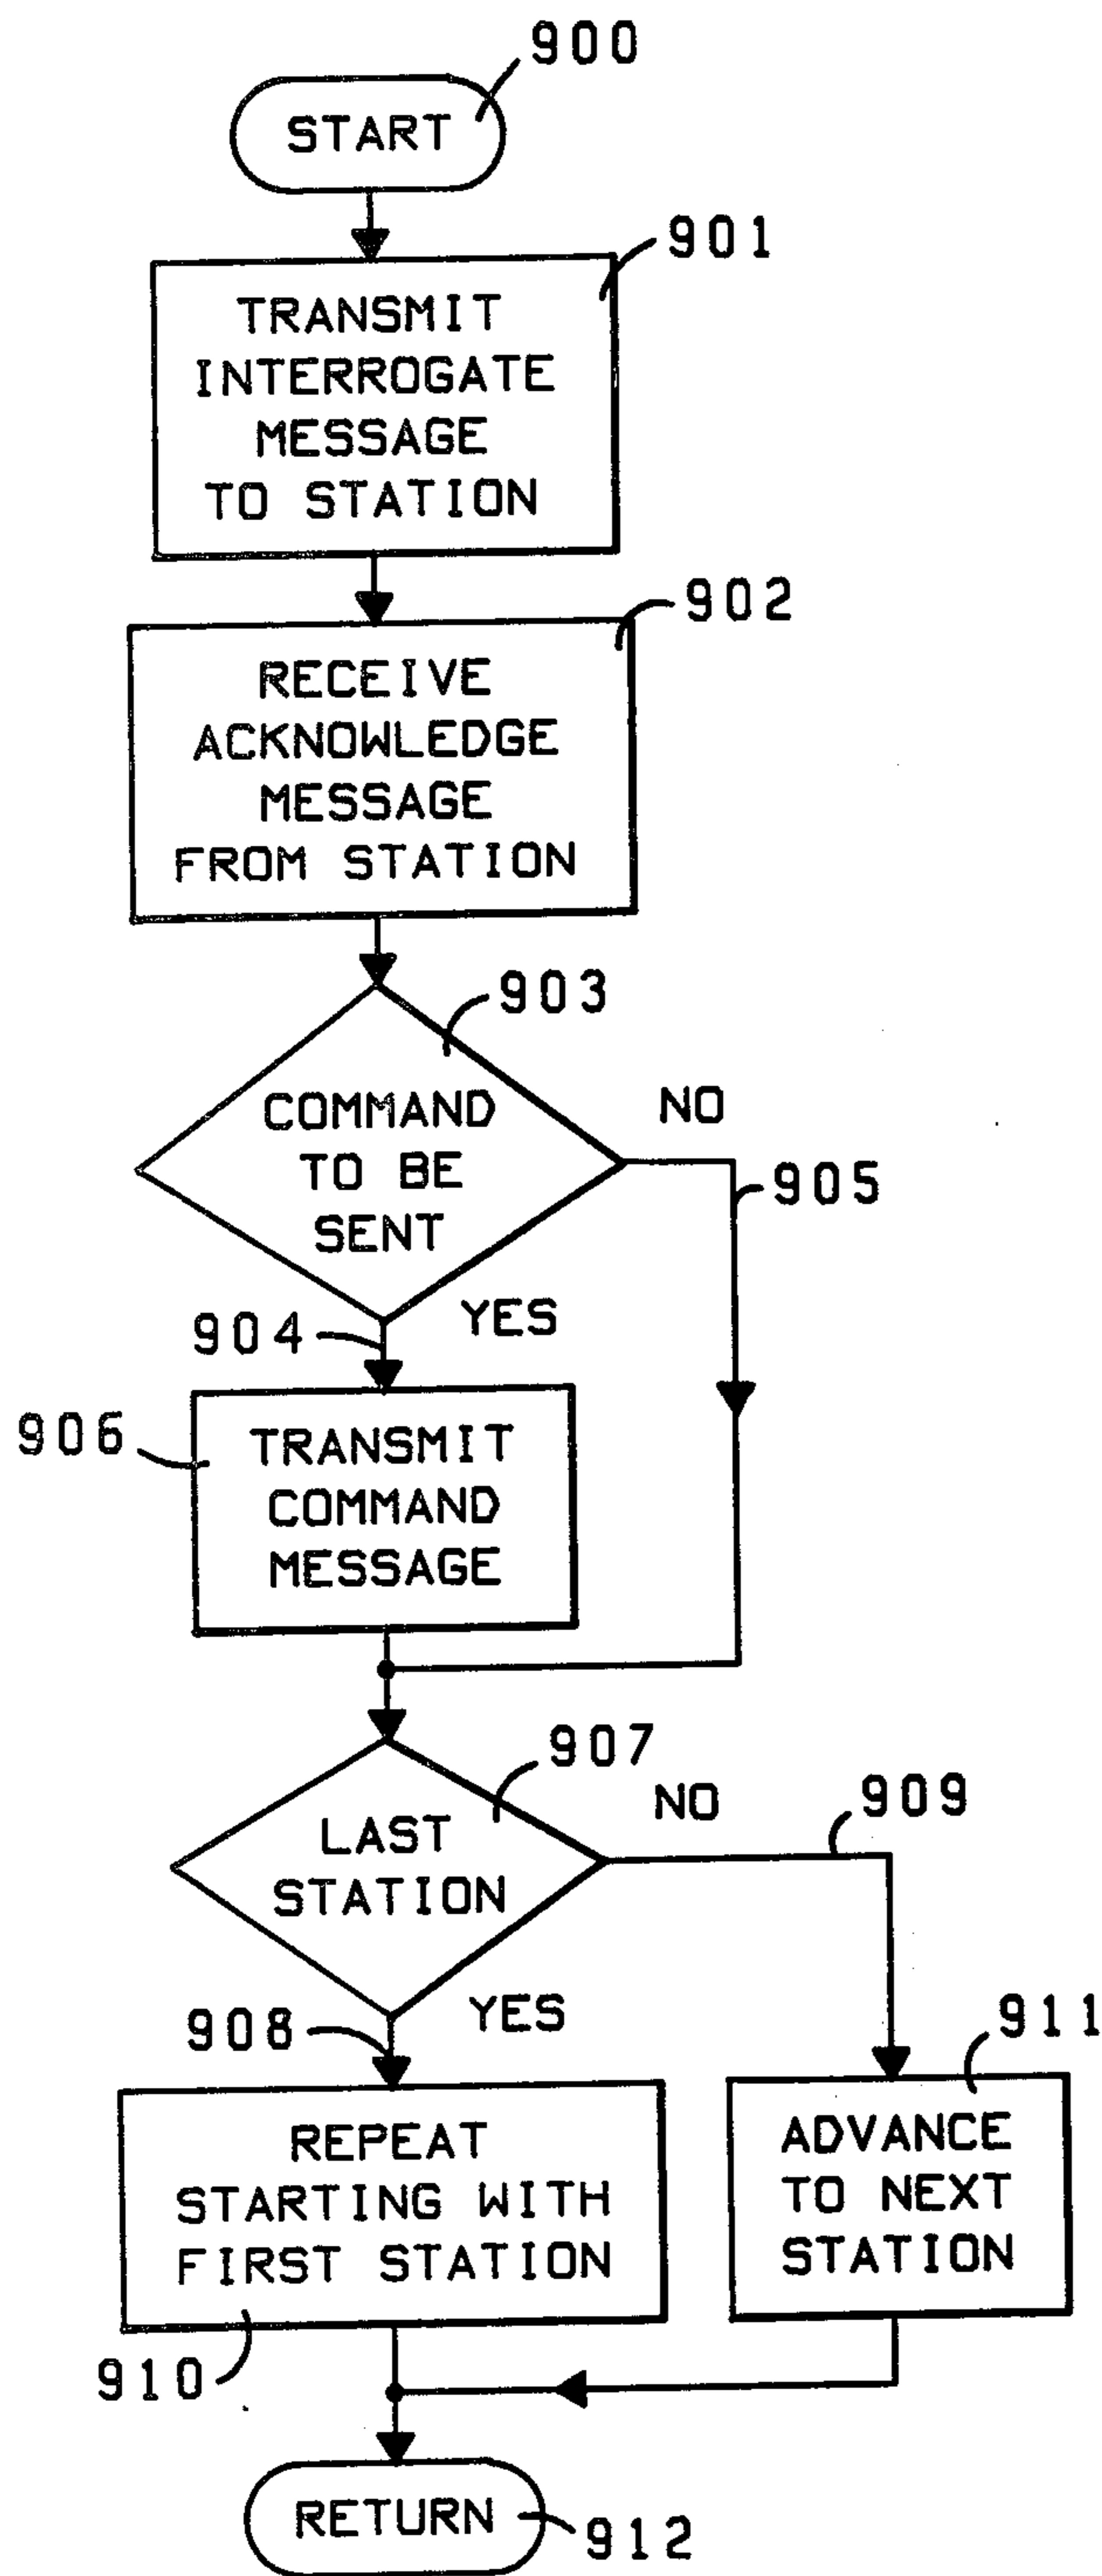 900
START
901
TRANSMIT
INTERROGATE
MESSAGE
TO STATION
902
RECEIVE
ACKNOWLEDGE
MESSAGE
FROM STATION
903
COMMAND
TO BE
SENT
NO
905
YES
904
906
TRANSMIT
COMMAND
MESSAGE
907
NO
909
LAST
STATION
YES
908
911
REPEAT
STARTING WITH
FIRST STATION
ADVANCE
TO NEXT
STATION
910
RETURN
912